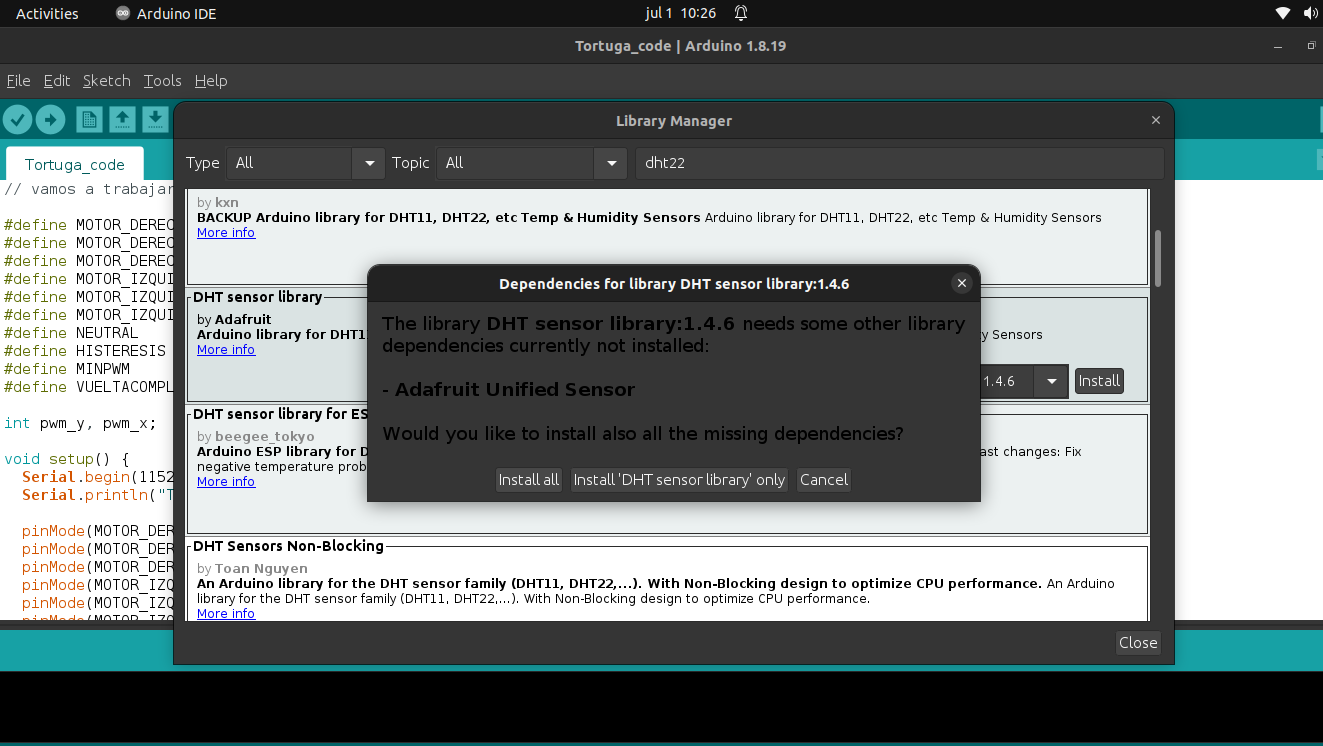 Activities
Arduino IDE
jul 1 10:26
Tortuga_code | Arduino 1.8.19
File Edit Sketch Tools Help
Library Manager
Type All Topic All dht22
Tortuga_code
// vamos a trabajar
#define MOTOR_DEREC
#define MOTOR_DEREC
#define MOTOR_DEREC
#define MOTOR_IZQUI
#define MOTOR_IZQUI
#define MOTOR_IZQUI
#define NEUTRAL
#define HISTERESIS
#define MINPWM
#define VUELTACOMPL
int pwm_y, pwm_x;
void setup() {
Serial.begin(1152
Serial.println("T
pinMode(MOTOR_DER
pinMode(MOTOR_DER
pinMode(MOTOR_DER
pinMode(MOTOR_IZQ
pinMode(MOTOR_IZQ
pinMode(MOTOR_IZQ
by kxn
BACKUP Arduino library for DHT11, DHT22, etc Temp & Humidity Sensors Arduino library for DHT11, DHT22, etc Temp & Humidity Sensors
More info
DHT sensor library
by Adafruit
Arduino library for DHT1
y Sensors
More info
1.4.6
Install
DHT sensor library for ES
by beegee_tokyo
Arduino ESP library for D
ast changes: Fix
negative temperature prob
More info
DHT Sensors Non-Blocking
by Toan Nguyen
An Arduino library for the DHT sensor family (DHT11, DHT22,...). With Non-Blocking design to optimize CPU performance. An Arduino
library for the DHT sensor family (DHT11, DHT22,...). With Non-Blocking design to optimize CPU performance.
More info
Close
Dependencies for library DHT sensor library:1.4.6
The library DHT sensor library:1.4.6 needs some other library
dependencies currently not installed:
- Adafruit Unified Sensor
Would you like to install also all the missing dependencies?
Install all
Install 'DHT sensor library' only
Cancel